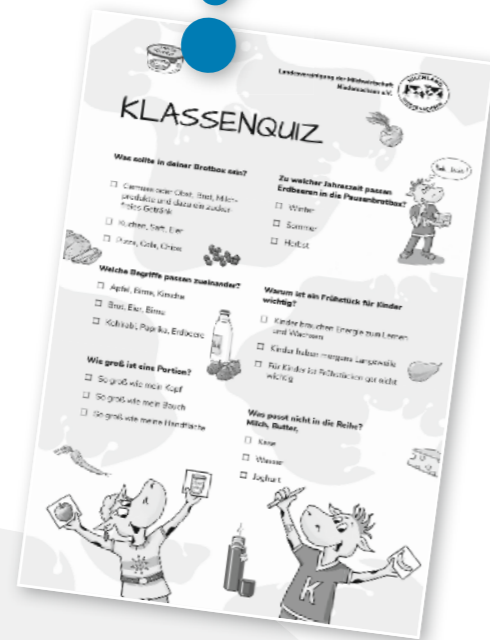 Landesvereinigung der Milchwirtschaft
Niedersachsen e.V.
KLASSENQUIZ
Was sollte in deiner Brotbox sein?
Gemüse oder Obst, Brot, Milch-
produkte und dazu ein zucker-
freies Getränk
Kuchen, Saft, Eier
Pizza, Cola, Chips
Welche Begriffe passen zueinander?
Apfel, Birne, Kirsche
Brot, Eier, Birne
Kohlrabi, Paprika, Erdbeere
Wie groß ist eine Portion?
So groß wie mein Kopf
So groß wie mein Bauch
So groß wie meine Handfläche
Zu welcher Jahreszeit passen
Erdbeeren in die Pausenbrotbox?
Winter
Sommer
Herbst
Warum ist ein Frühstück für Kinder
wichtig?
Kinder brauchen Energie zum Lernen
und Wachsen
Kinder haben morgens Langeweile
Für Kinder ist Frühstücken gar nicht
wichtig
Was passt nicht in die Reihe?
Milch, Butter,
Käse
Wasser
Joghurt
K